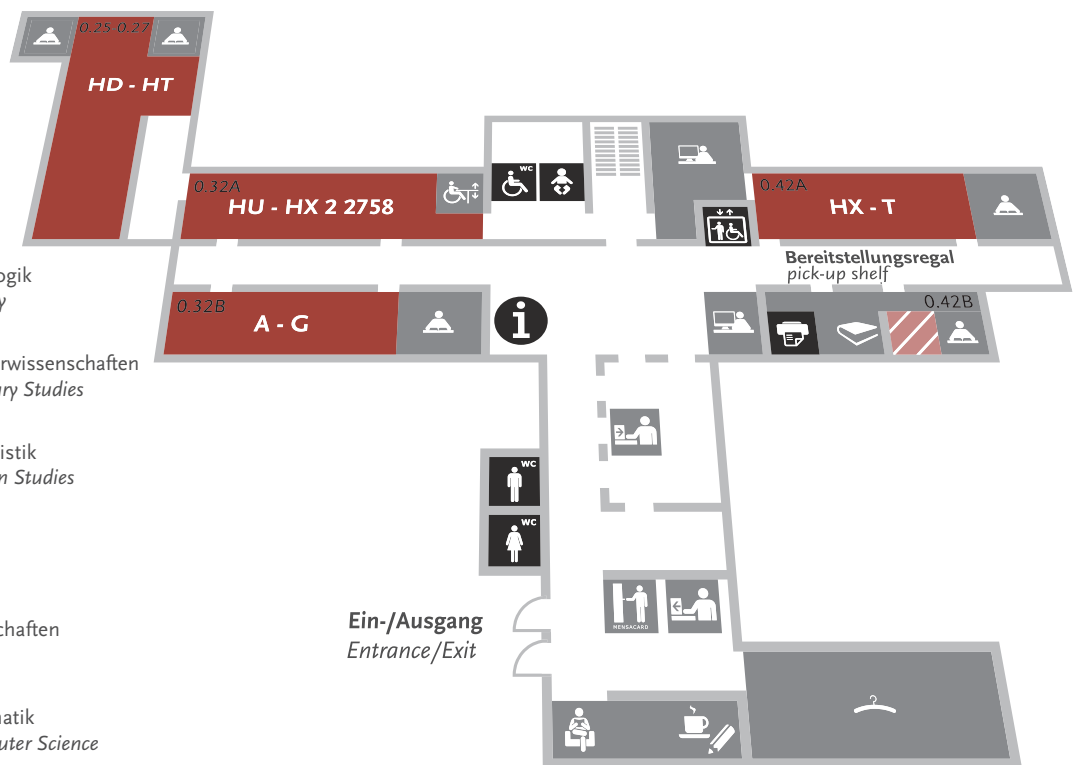 0.25-0.27
HD - HT
0.32A
HU - HX 2 2758
WC
0.42A
HX - T
Bereitstellungsregal
pick-up shelf
0.32B
A - G
i
0.42B
ogik
y
rwissenschaften
ry Studies
istik
n Studies
WC
WC
chaften
Ein-/Ausgang
Entrance/Exit
MENSACARD
natik
uter Science